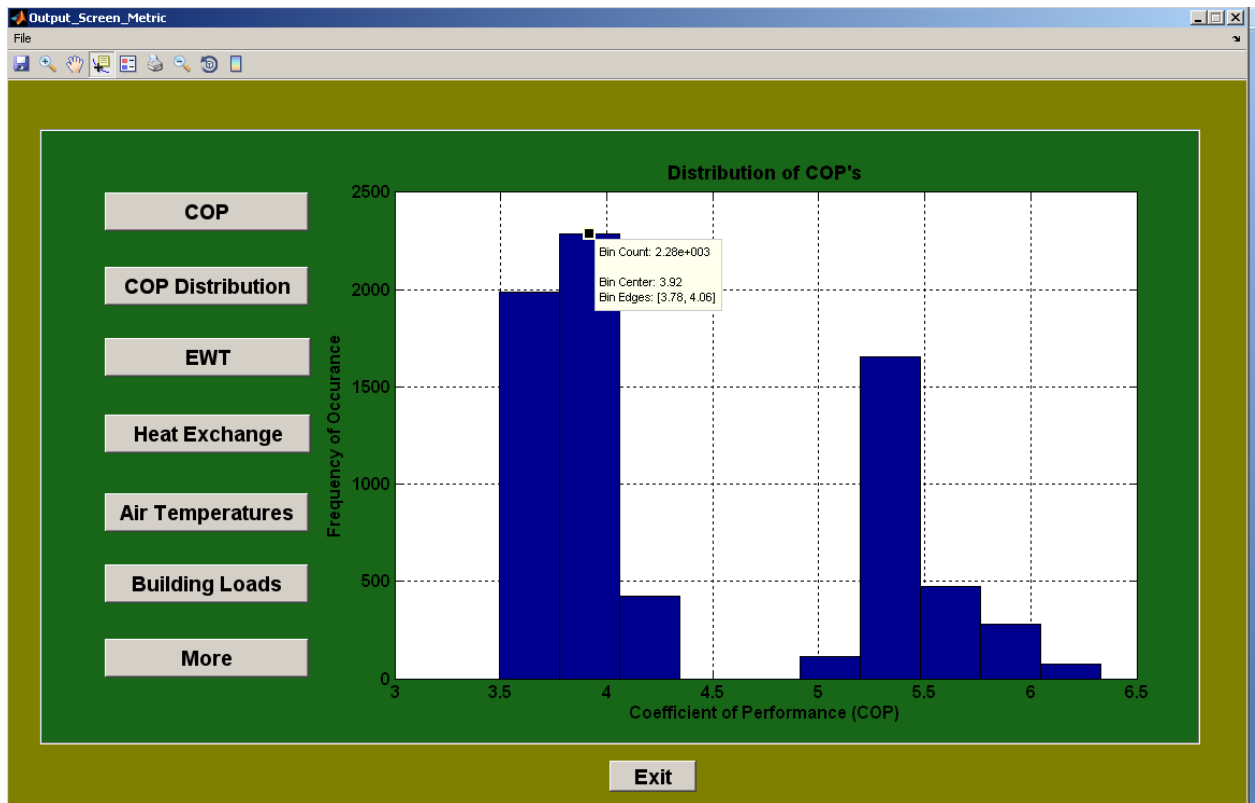 Output_Screen_Metric
File
COP
COP Distribution
EWT
Heat Exchange
Air Temperatures
Building Loads
More
Distribution of COP's
Frequency of Occurance
2500
2000
1500
1000
500
0
Bin Count: 2.28e+003
Bin Center: 3.92
Bin Edges: [3.78, 4.06]
3 3.5 4 4.5 5 5.5 6 6.5
Coefficient of Performance (COP)
Exit